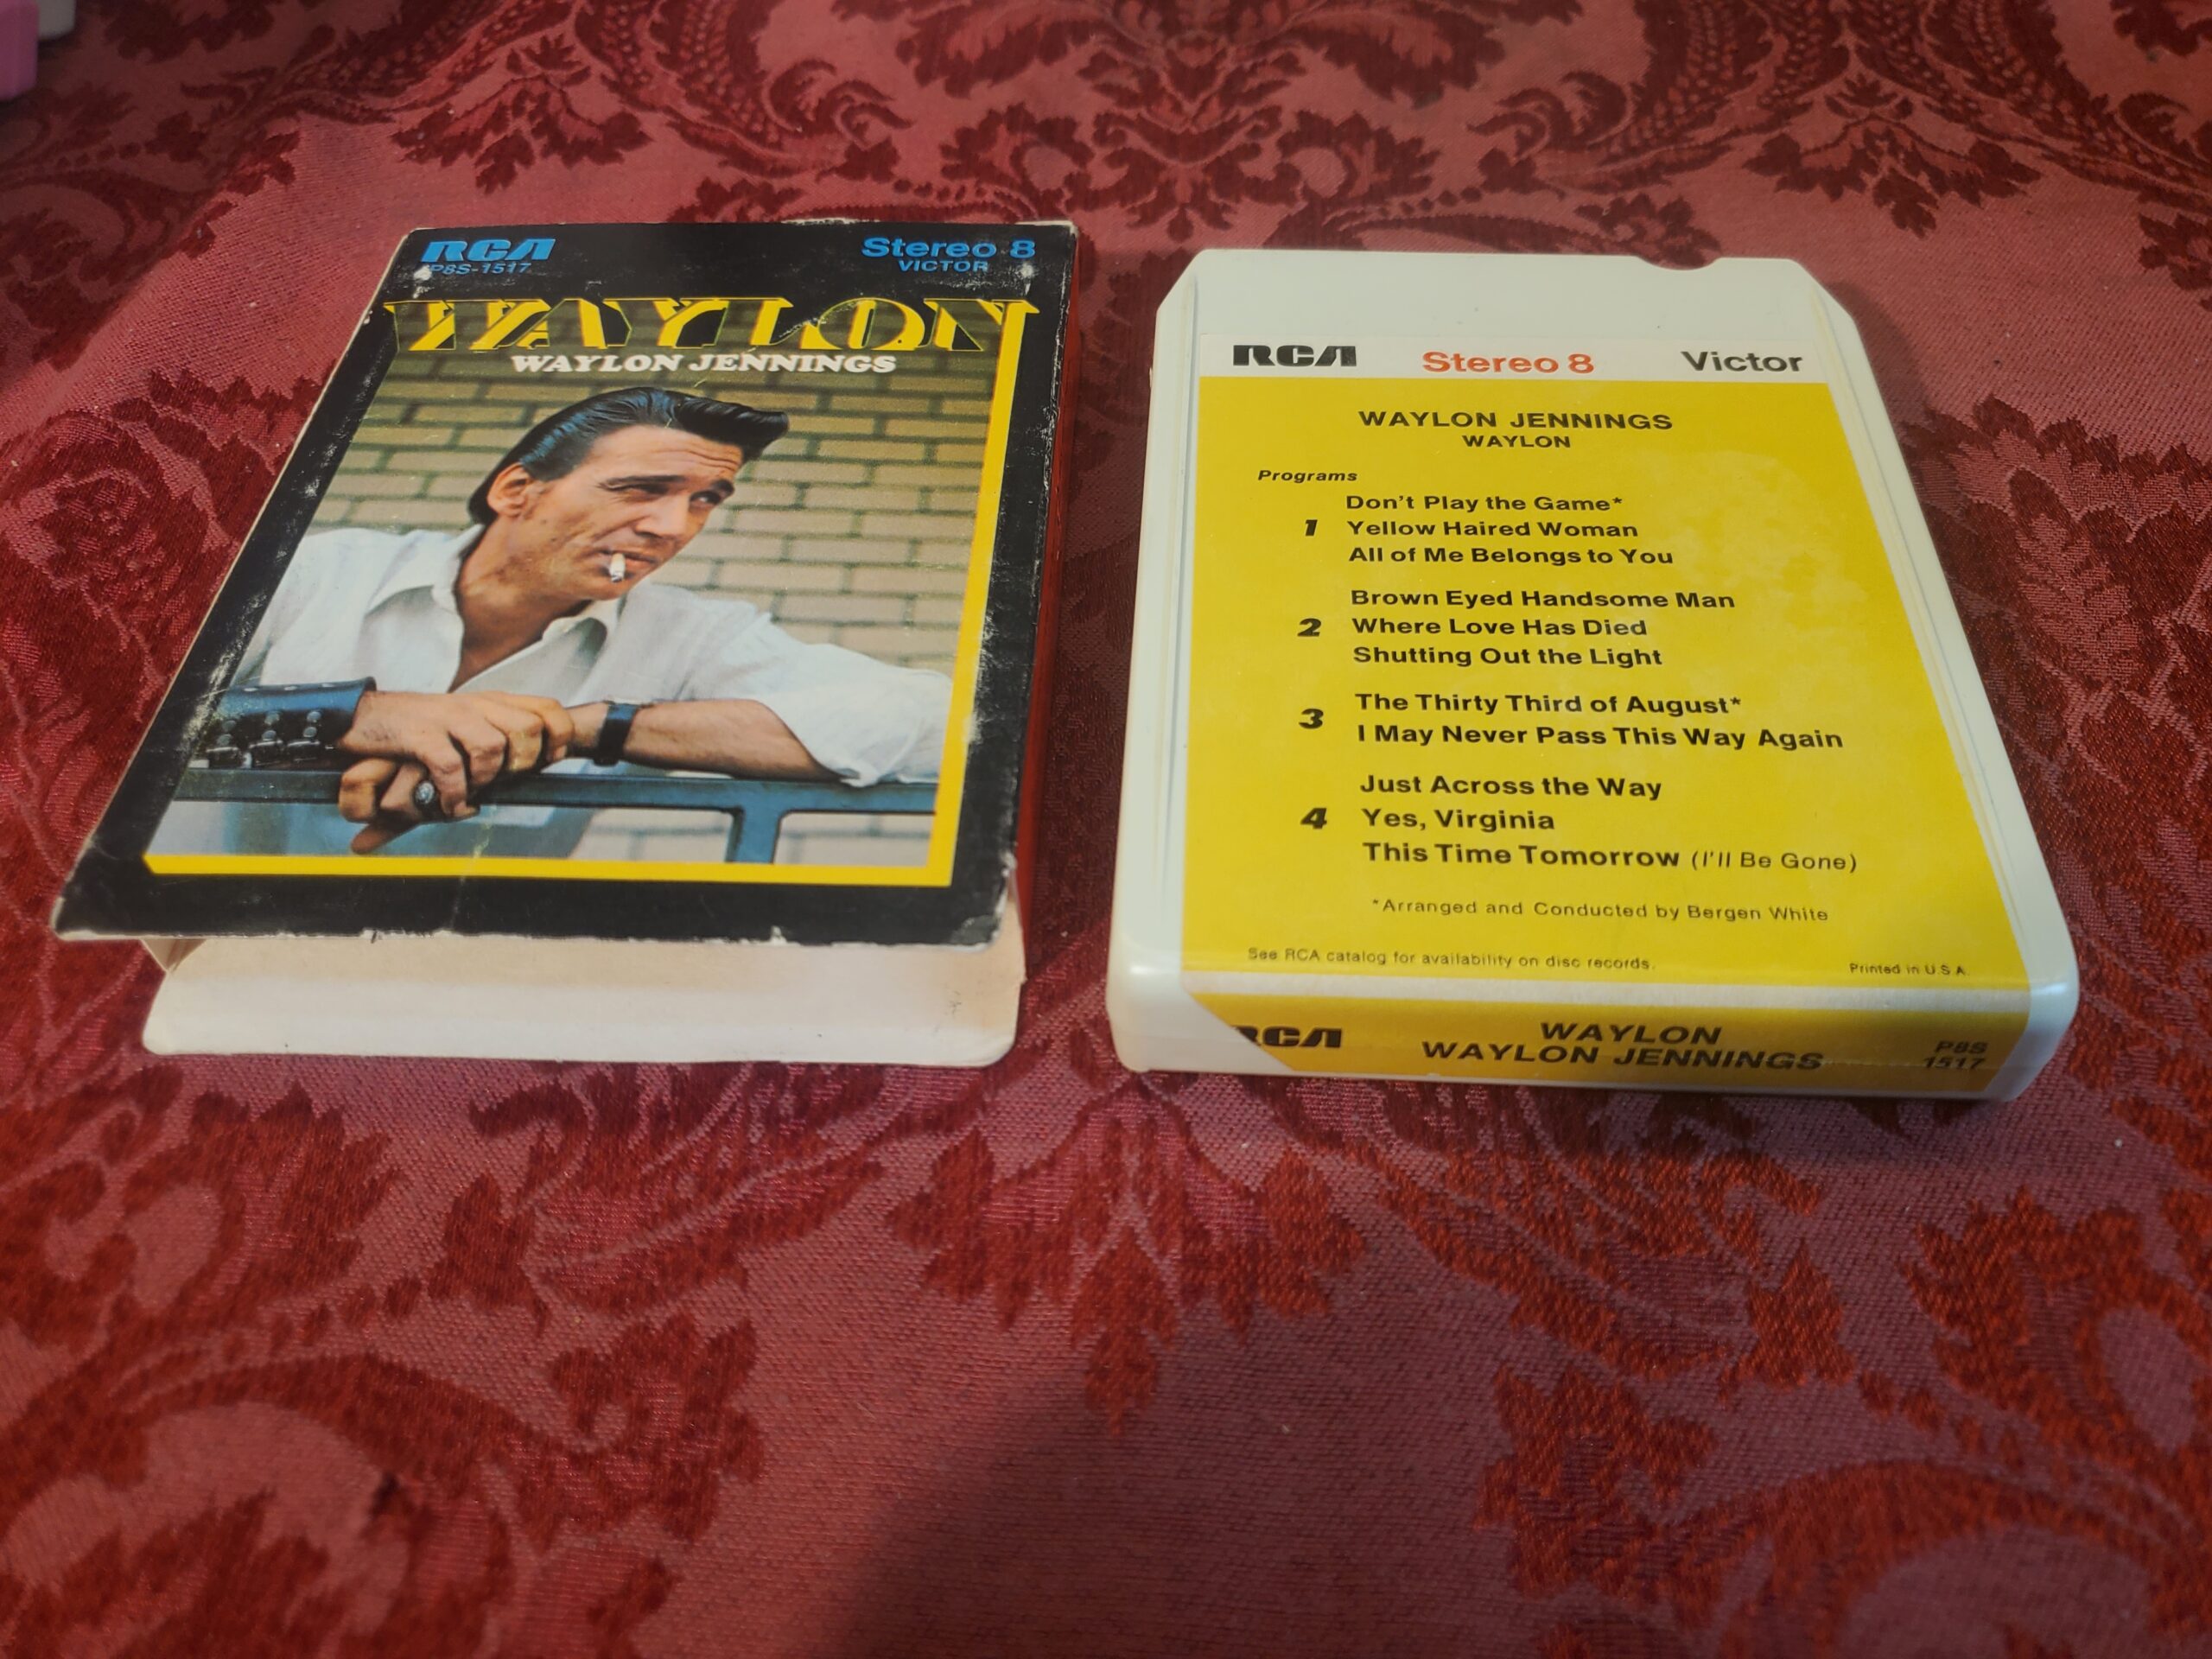 RCA Stereo 8
P8S-1517 VICTOR
WAYLON
WAYLON JENNINGS
RCA Stereo 8 Victor
WAYLON JENNINGS
WAYLON
Programs
Don't Play the Game*
1 Yellow Haired Woman
All of Me Belongs to You
Brown Eyed Handsome Man
2 Where Love Has Died
Shutting Out the Light
The Thirty Third of August*
3
I May Never Pass This Way Again
Just Across the Way
4 Yes, Virginia
This Time Tomorrow (I'll Be Gone)
*Arranged and Conducted by Bergen White
See RCA catalog for availability on disc records.
Printed in U.S.A.
RCA WAYLON P8S
WAYLON JENNINGS 1517